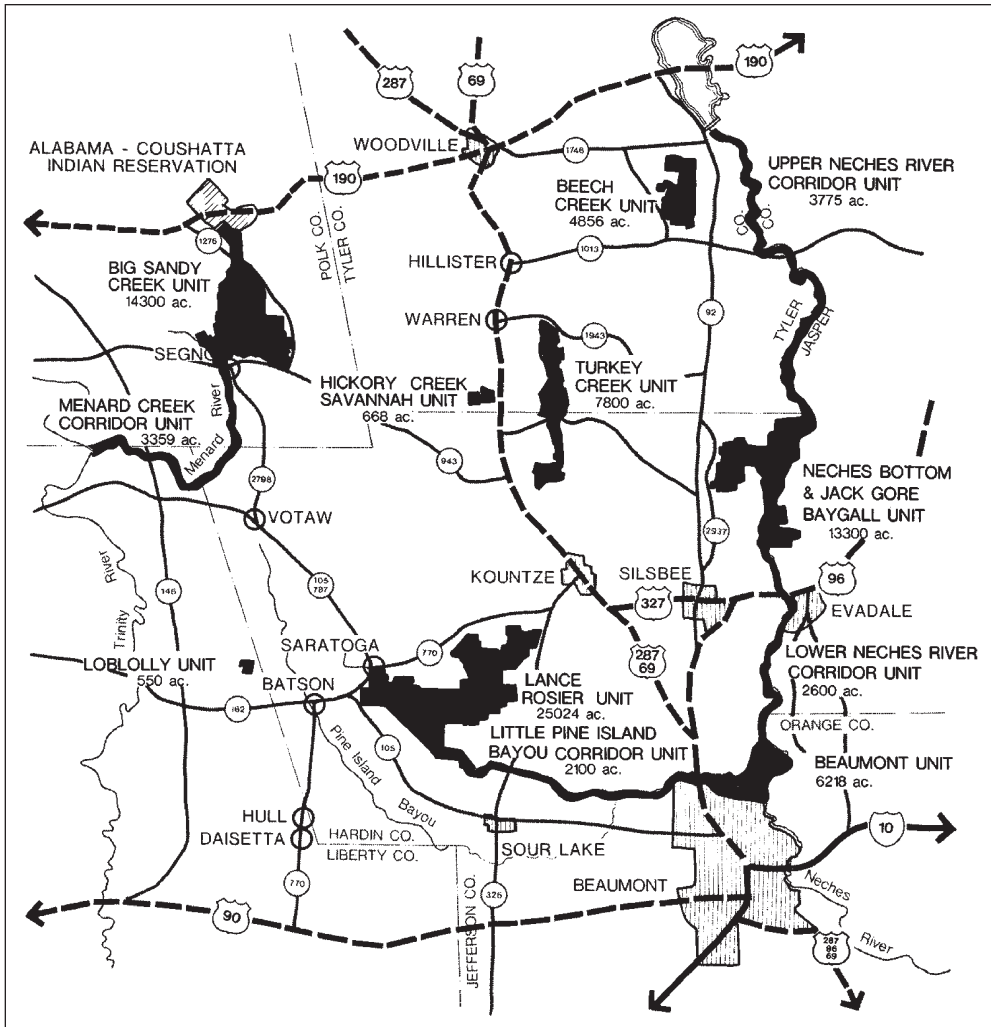 190
69
287
WOODVILLE
1746
ALABAMA - COUSHATTA
INDIAN RESERVATION
190
BEECH
CREEK UNIT
4856 ac.
UPPER NECHES RIVER
CORRIDOR UNIT
3775 ac.
CO.
CO.
1276
POLK CO.
TYLER CO.
HILLISTER
1013
BIG SANDY
CREEK UNIT
14300 ac.
WARREN
1943
92
TYLER
JASPER
SEGNO
TURKEY
CREEK UNIT
7800 ac.
HICKORY CREEK
SAVANNAH UNIT
668 ac.
MENARD CREEK
CORRIDOR UNIT
3359 ac.
Menard
River
943
2798
NECHES BOTTOM
& JACK GORE
BAYGALL UNIT
13300 ac.
VOTAW
2937
KOUNTZE
SILSBEE
96
327
EVADALE
105
787
146
Trinity
River
SARATOGA
770
287
69
LOBLOLLY UNIT
550 ac.
BATSON
162
LANCE
ROSIER UNIT
25024 ac.
LOWER NECHES RIVER
CORRIDOR UNIT
2600 ac.
ORANGE CO.
LITTLE PINE ISLAND
BAYOU CORRIDOR UNIT
2100 ac.
105
Pine Island
Bayou
BEAUMONT UNIT
6218 ac.
HULL
DAISETTA
HARDIN CO.
LIBERTY CO.
SOUR LAKE
10
770
JEFFERSON CO.
326
BEAUMONT
Neches
River
90
287
96
69